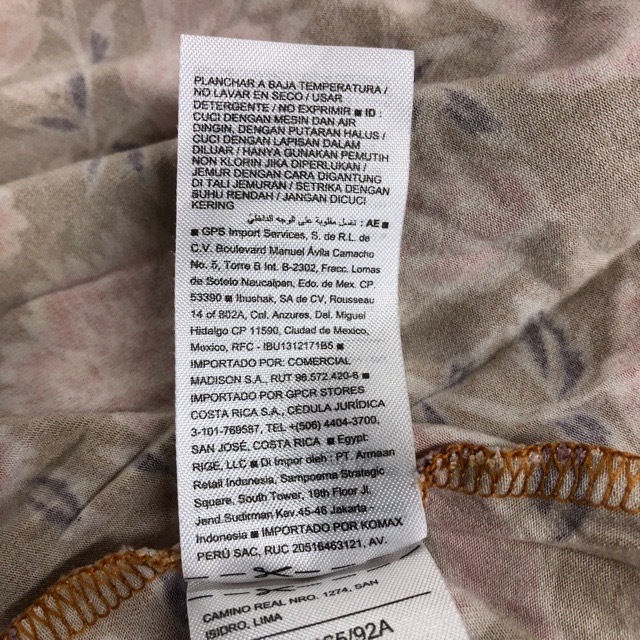 PLANCHAR A BAJA TEMPERATURA /
NO LAVAR EN SECO / USAR
DETERGENTE / NO EXPRIMIR ■ ID :
CUCI DENGAN MESIN DAN AIR
DINGIN, DENGAN PUTARAN HALUS /
CUCI DENGAN LAPISAN DALAM
DILUAR / HANYA GUNAKAN PEMUTIH
NON KLORIN JIKA DIPERLUKAN /
JEMUR DENGAN CARA DIGANTUNG
DI TALI JEMURAN / SETRIKA DENGAN
SUHU RENDAH / JANGAN DICUCI
KERING
AE : تغسل مقلوبة على الوجه الداخلي
■ GPS Import Services, S. de R.L. de
C.V. Boulevard Manuel Ávila Camacho
No. 5, Torre B Int. B-2302, Fracc. Lomas
de Sotelo Naucalpan, Edo. de Mex. CP
53390 ■ Ibushak, SA de CV, Rousseau
14 of 802A, Col. Anzures, Del. Miguel
Hidalgo CP 11590, Ciudad de Mexico,
Mexico, RFC - IBU1312171B5 ■
IMPORTADO POR: COMERCIAL
MADISON S.A., RUT 96.572.420-6 ■
IMPORTADO POR GPCR STORES
COSTA RICA S.A., CÉDULA JURÍDICA
3-101-769587, TEL +(506) 4404-3700,
SAN JOSÉ, COSTA RICA ■ Egypt:
RIGE, LLC ■ Di Impor oleh : PT. Armaan
Retail Indonesia, Sampoerna Strategic
Square, South Tower, 19th Floor Jl,
Jend.Sudirman Kav.45-46 Jakarta-
Indonesia ■ IMPORTADO POR KOMAX
PERÚ SAC, RUC 20516463121, AV.
CAMINO REAL NRO. 1274, SAN
ISIDRO, LIMA